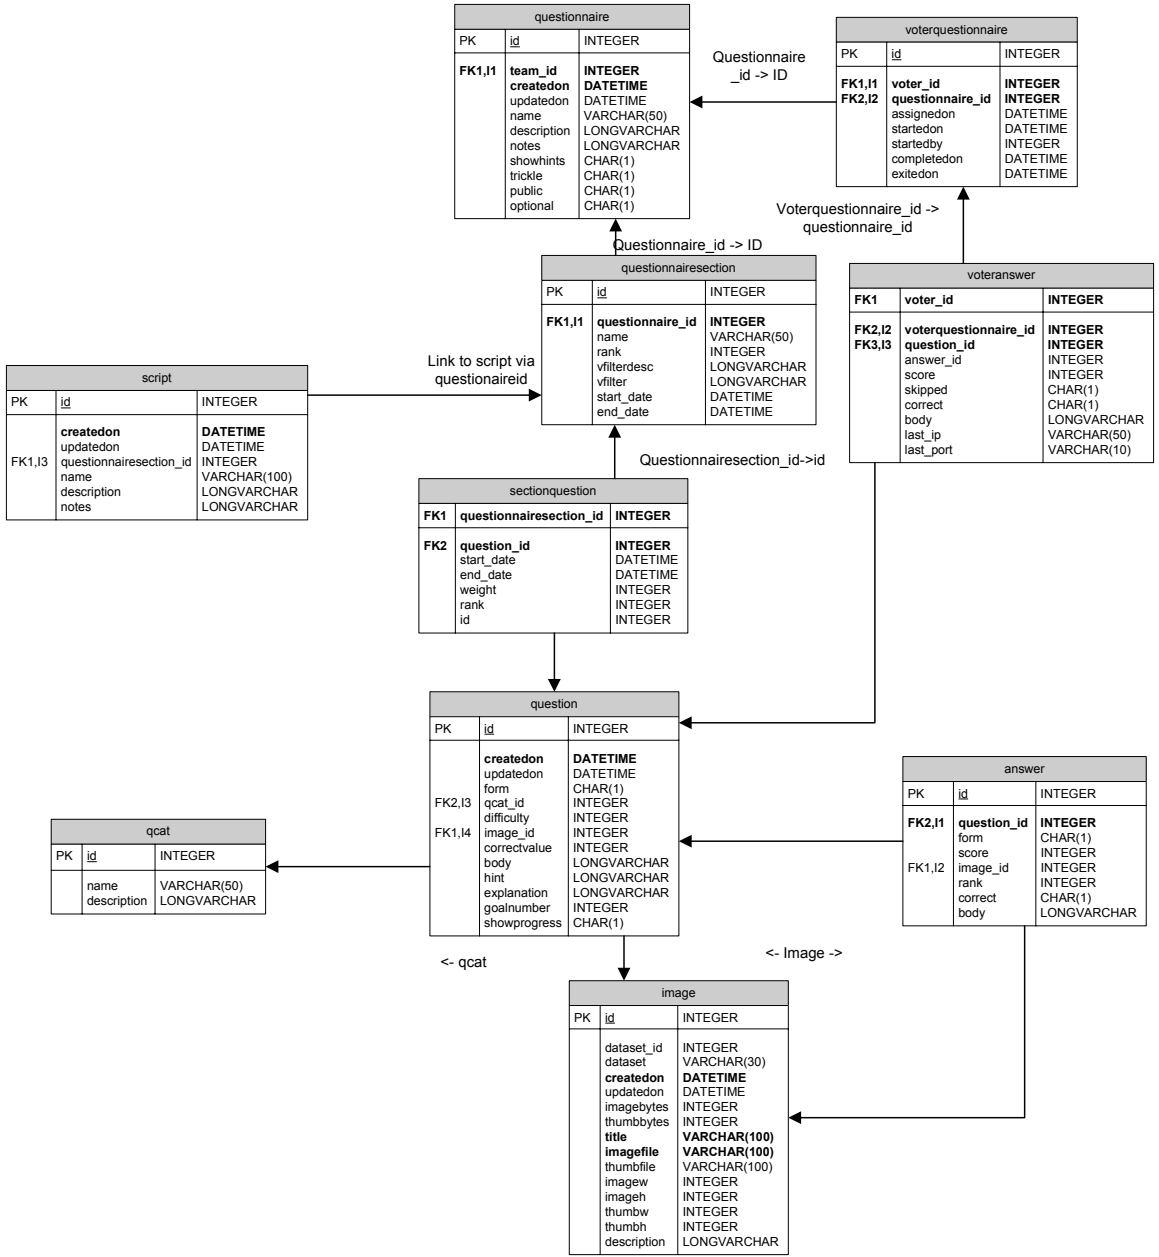 questionnaire
PK id INTEGER
FK1,I1 team_id INTEGER
createdon DATETIME
updatedon DATETIME
name VARCHAR(50)
description LONGVARCHAR
notes LONGVARCHAR
showhints CHAR(1)
trickle CHAR(1)
public CHAR(1)
optional CHAR(1)
Questionnaire
_id -> ID
voterquestionnaire
PK id INTEGER
FK1,I1 voter_id INTEGER
FK2,I2 questionnaire_id INTEGER
assignedon DATETIME
startedon DATETIME
startedby INTEGER
completedon DATETIME
exitedon DATETIME
Voterquestionnaire_id ->
questionnaire_id
Questionnaire_id -> ID
questionnairesection
PK id INTEGER
FK1,I1 questionnaire_id INTEGER
name VARCHAR(50)
rank INTEGER
vfilterdesc LONGVARCHAR
vfilter LONGVARCHAR
start_date DATETIME
end_date DATETIME
voteranswer
FK1 voter_id INTEGER
FK2,I2 voterquestionnaire_id INTEGER
FK3,I3 question_id INTEGER
answer_id INTEGER
score INTEGER
skipped CHAR(1)
correct CHAR(1)
body LONGVARCHAR
last_ip VARCHAR(50)
last_port VARCHAR(10)
Link to script via
questionaireid
script
PK id INTEGER
createdon DATETIME
updatedon DATETIME
FK1,I3 questionnairesection_id INTEGER
name VARCHAR(100)
description LONGVARCHAR
notes LONGVARCHAR
Questionnairesection_id->id
sectionquestion
FK1 questionnairesection_id INTEGER
FK2 question_id INTEGER
start_date DATETIME
end_date DATETIME
weight INTEGER
rank INTEGER
id INTEGER
question
PK id INTEGER
createdon DATETIME
updatedon DATETIME
form CHAR(1)
FK2,I3 qcat_id INTEGER
difficulty INTEGER
FK1,I4 image_id INTEGER
correctvalue INTEGER
body LONGVARCHAR
hint LONGVARCHAR
explanation LONGVARCHAR
goalnumber INTEGER
showprogress CHAR(1)
answer
PK id INTEGER
FK2,I1 question_id INTEGER
form CHAR(1)
score INTEGER
FK1,I2 image_id INTEGER
rank INTEGER
correct CHAR(1)
body LONGVARCHAR
qcat
PK id INTEGER
name VARCHAR(50)
description LONGVARCHAR
<- qcat
<- Image ->
image
PK id INTEGER
dataset_id INTEGER
dataset VARCHAR(30)
createdon DATETIME
updatedon DATETIME
imagebytes INTEGER
thumbbytes INTEGER
title VARCHAR(100)
imagefile VARCHAR(100)
thumbfile VARCHAR(100)
imagew INTEGER
imageh INTEGER
thumbw INTEGER
thumbh INTEGER
description LONGVARCHAR